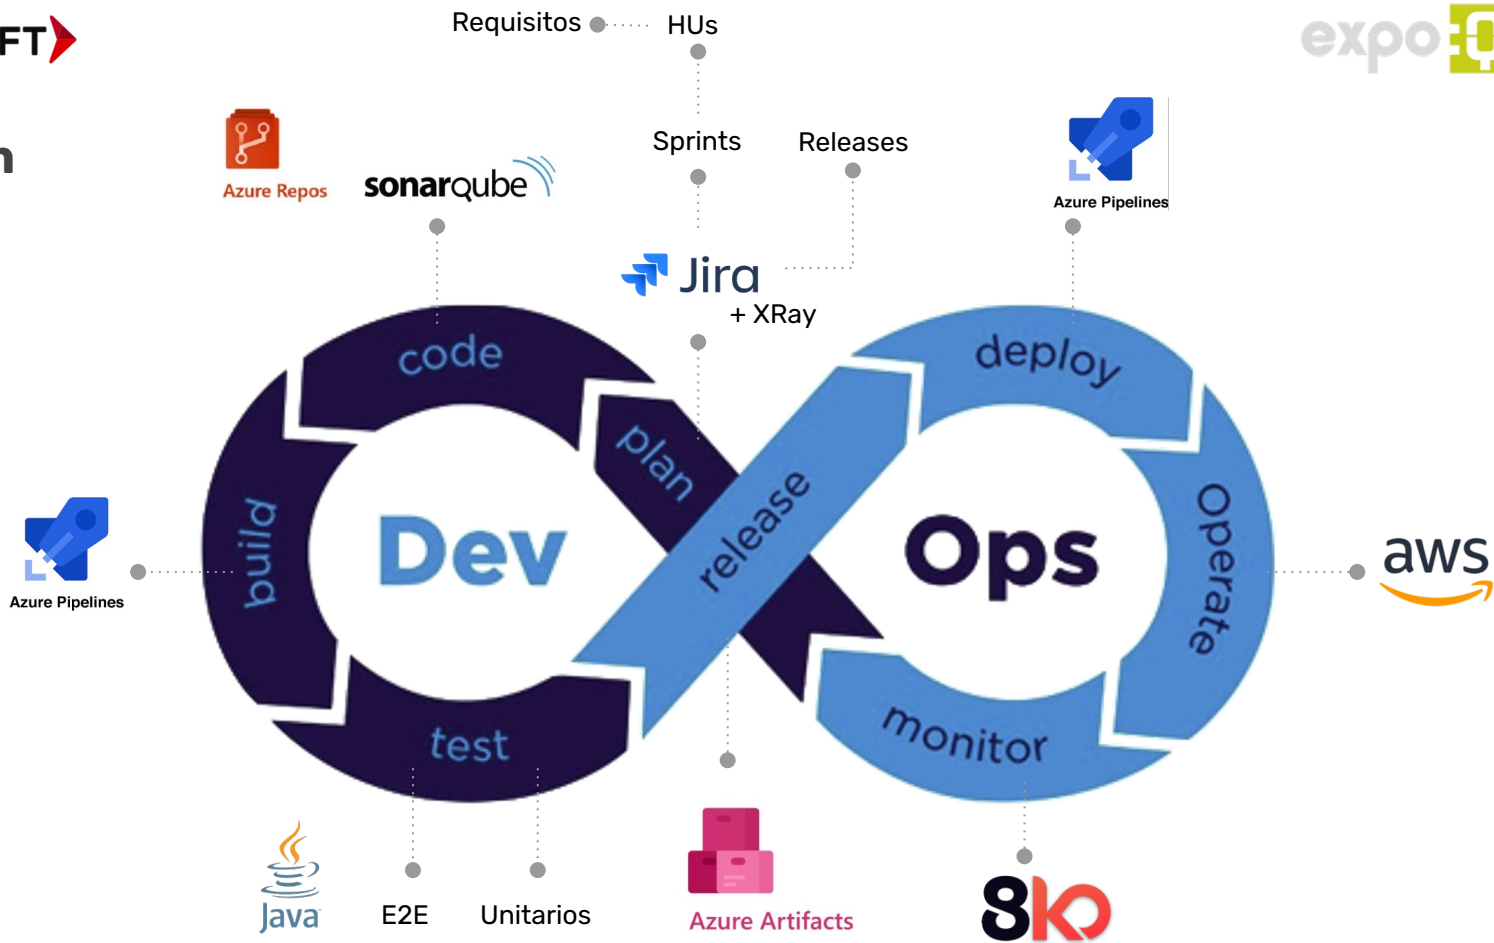 FT
expo
Requisitos
HUs
n
Azure Repos
sonarqube
Sprints
Releases
Azure Pipelines
Jira
+ XRay
code
deploy
plan
build
Dev
release
Ops
Operate
aws
Azure Pipelines
test
monitor
Java
E2E
Unitarios
Azure Artifacts
8K